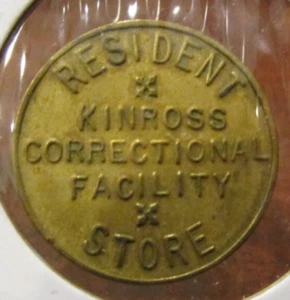 RESIDENT
KINROSS
CORRECTIONAL
FACILITY
STORE